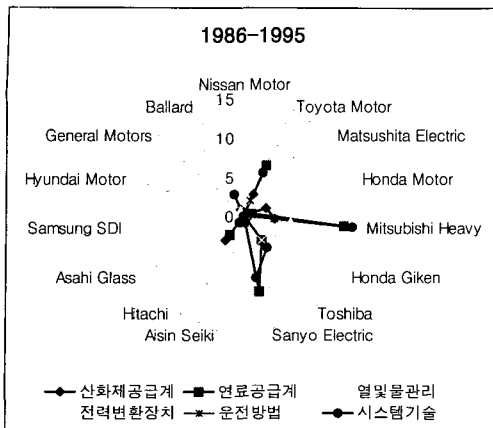 1986-1995
Nissan Motor
15
Ballard
Toyota Motor
10
General Motors
Matsushita Electric
5
Hyundai Motor
Honda Motor
0
Samsung SDI
Mitsubishi Heavy
Asahi Glass
Honda Giken
Hitachi
Toshiba
Aisin Seiki
Sanyo Electric
산화제공급계 연료공급계 열및물관리
전력변환장치 운전방법 시스템기술